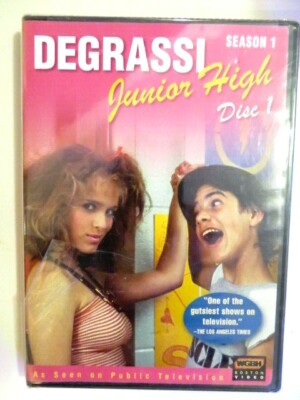 DEGRASSI
SEASON 1
Junior High
Disc 1
"One of the
gutsiest shows on
television."
–THE LOS ANGELES TIMES
WGBH
BOSTON
VIDEO
As Seen on Public Television